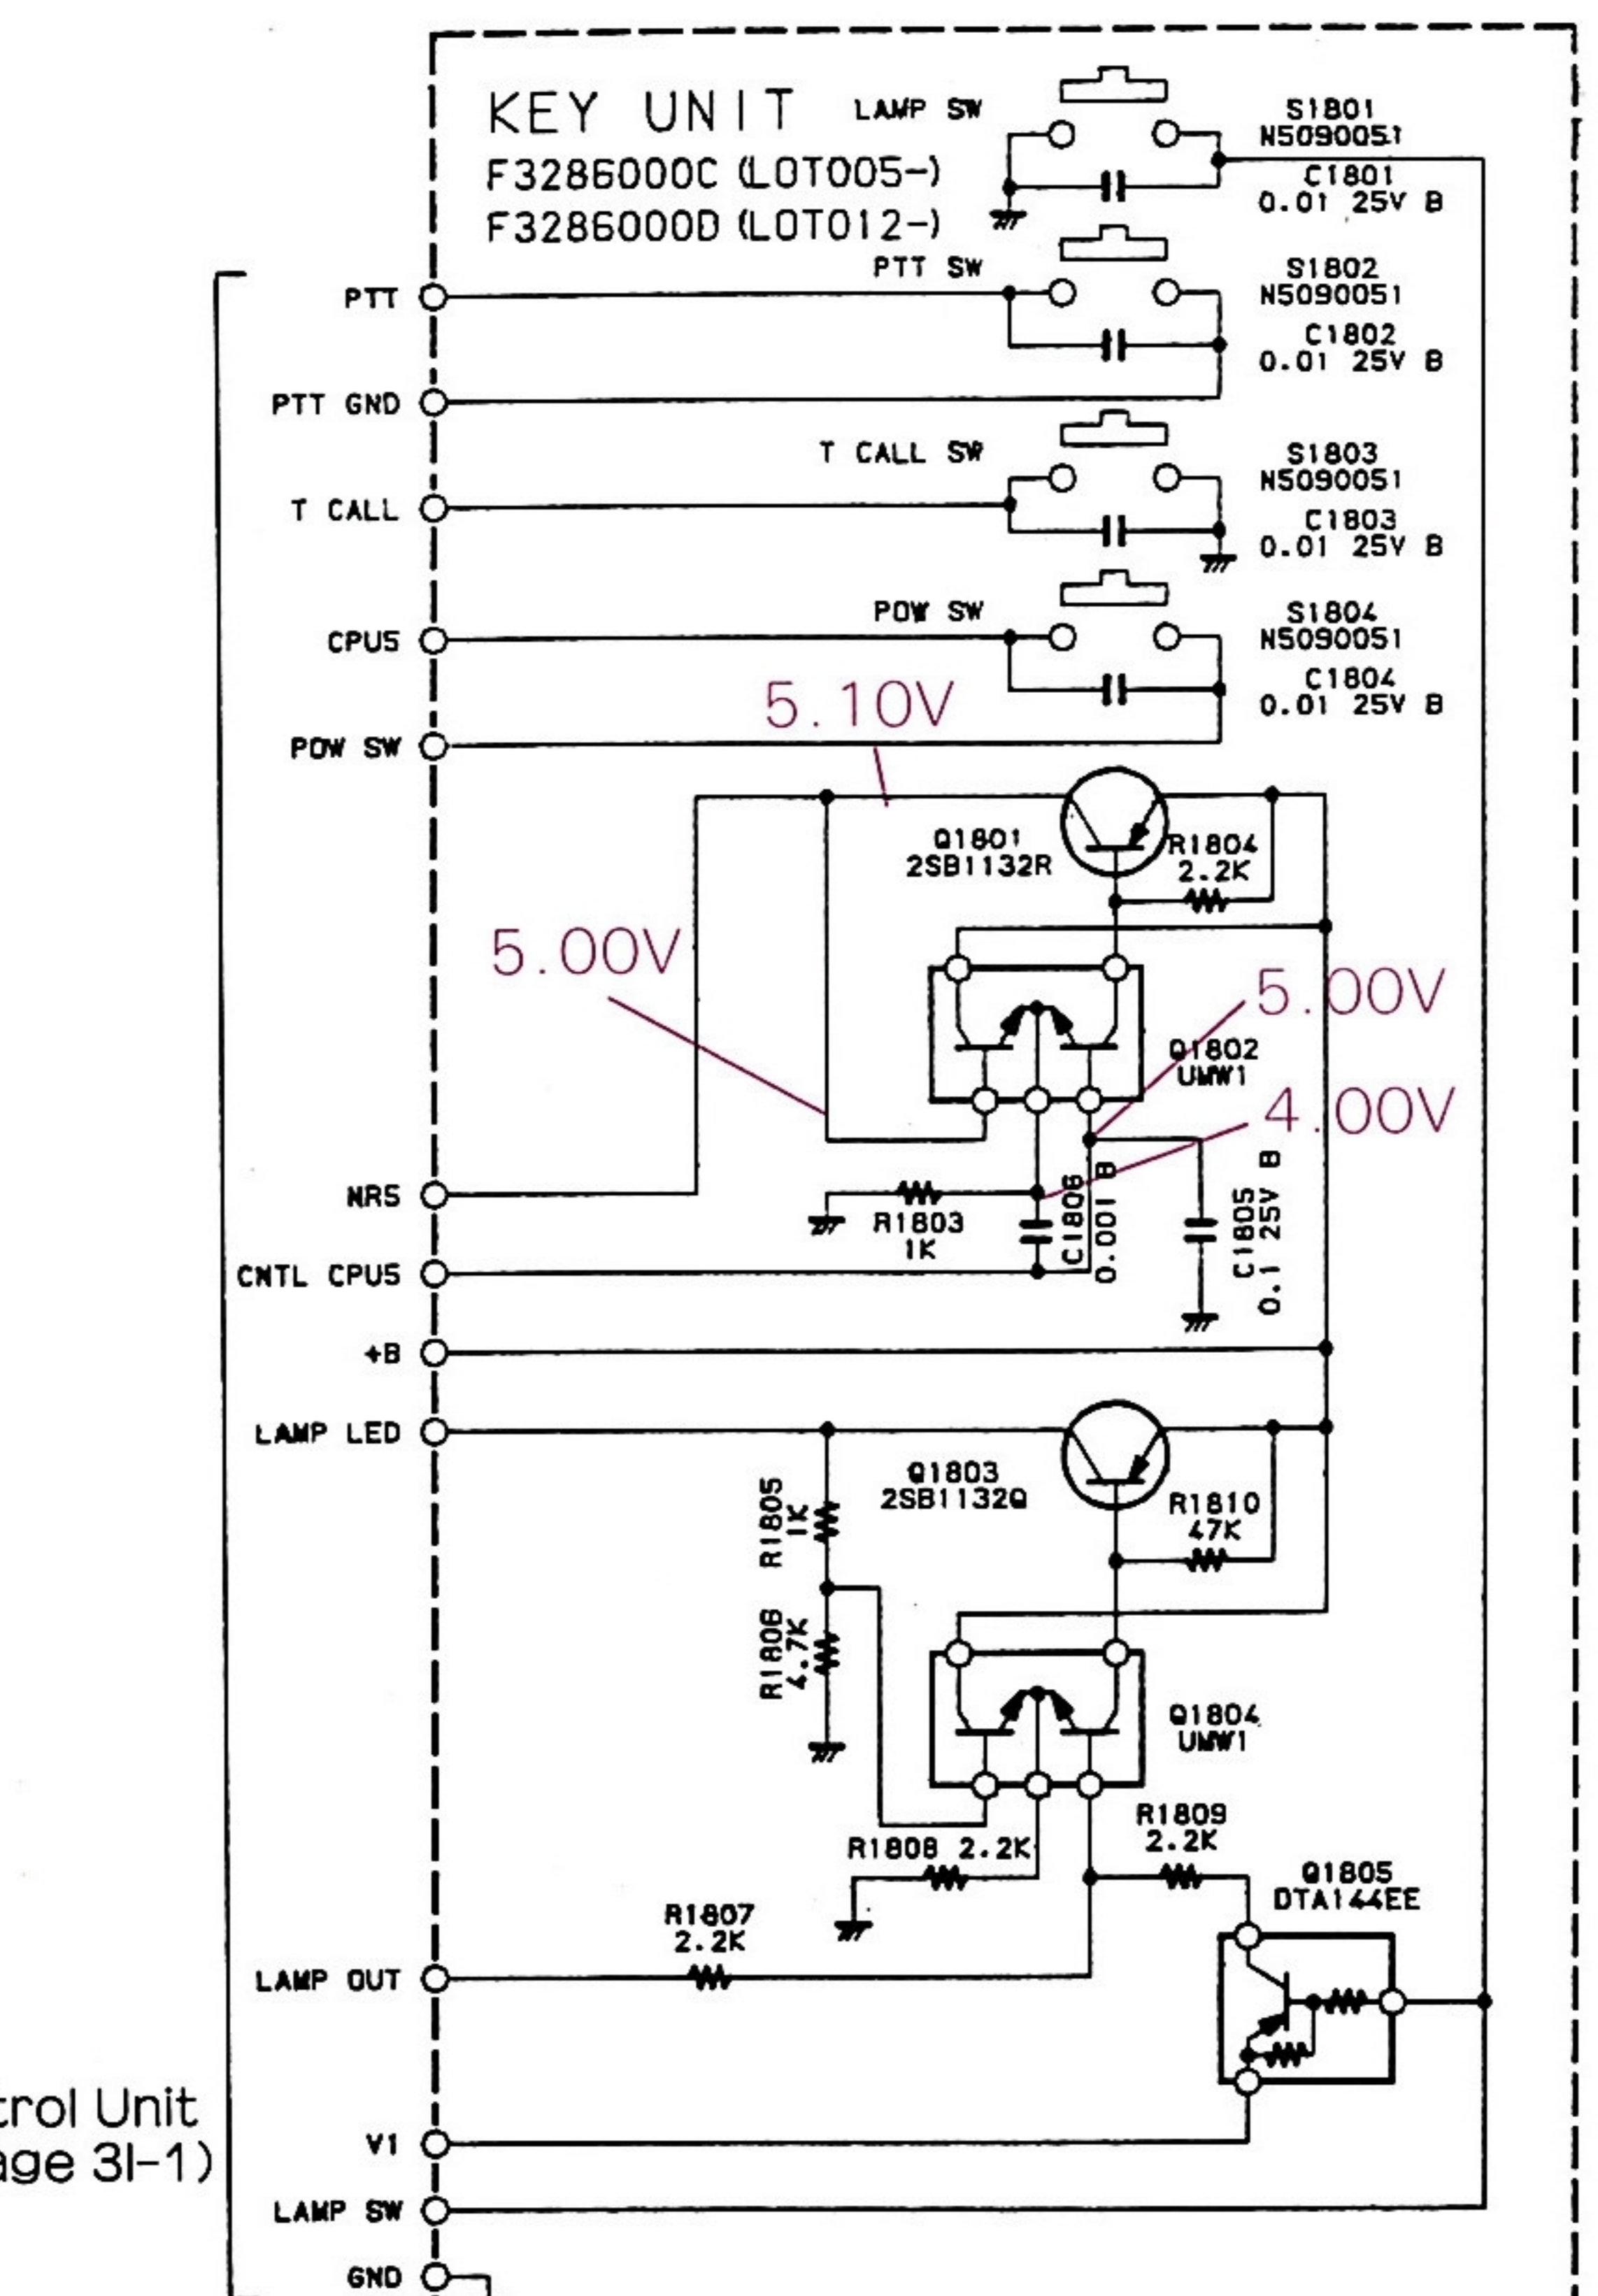 KEY UNIT
F3286000C (LOT005-)
F3286000D (LOT012-)
LAMP SW
S1801
N5090051
C1801
0.01 25V B
PTT SW
S1802
N5090051
C1802
0.01 25V B
PTT
PTT GND
T CALL SW
S1803
N5090051
C1803
0.01 25V B
T CALL
POW SW
S1804
N5090051
C1804
0.01 25V B
CPU5
5.10V
POW SW
Q1801
2SB1132R
R1804
2.2K
5.00V
5.00V
Q1802
UMW1
4.00V
NR5
R1803
1K
C1806
0.001 B
C1805
0.1 25V B
CNTL CPU5
+B
LAMP LED
Q1803
2SB1132Q
R1810
47K
R1805
1K
R1806
4.7K
Q1804
UMW1
R1808 2.2K
R1809
2.2K
Q1805
DTA144EE
R1807
2.2K
LAMP OUT
trol Unit
age 3I-1)
V1
LAMP SW
GND